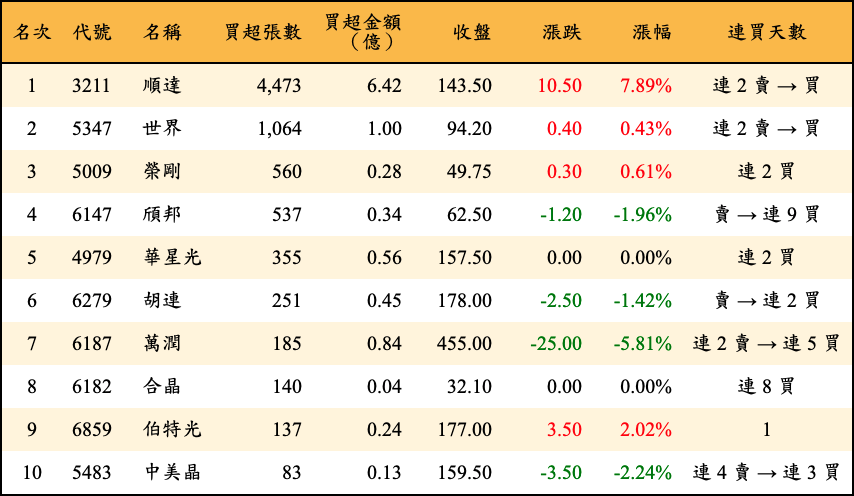 名次 代號 名稱 買超張數 買超金額（億） 收盤 漲跌 漲幅 連買天數
1 3211 順達 4,473 6.42 143.50 10.50 7.89% 連 2 賣 → 買
2 5347 世界 1,064 1.00 94.20 0.40 0.43% 連 2 賣 → 買
3 5009 榮剛 560 0.28 49.75 0.30 0.61% 連 2 買
4 6147 頎邦 537 0.34 62.50 -1.20 -1.96% 賣 → 連 9 買
5 4979 華星光 355 0.56 157.50 0.00 0.00% 連 2 買
6 6279 胡連 251 0.45 178.00 -2.50 -1.42% 賣 → 連 2 買
7 6187 萬潤 185 0.84 455.00 -25.00 -5.81% 連 2 賣 → 連 5 買
8 6182 合晶 140 0.04 32.10 0.00 0.00% 連 8 買
9 6859 伯特光 137 0.24 177.00 3.50 2.02% 1
10 5483 中美晶 83 0.13 159.50 -3.50 -2.24% 連 4 賣 → 連 3 買